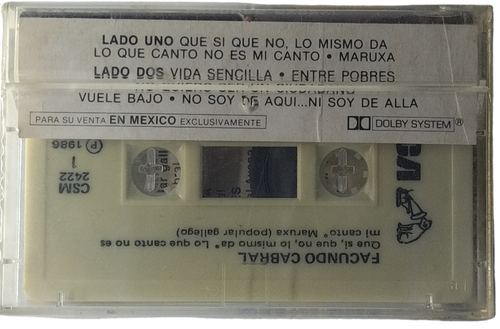 LADO UNO QUE SI QUE NO, LO MISMO DA
LO QUE CANTO NO ES MI CANTO • MARUXA
LADO DOS VIDA SENCILLA • ENTRE POBRES
VUELE BAJO • NO SOY DE AQUI...NI SOY DE ALLA
PARA SU VENTA EN MEXICO EXCLUSIVAMENTE
DOLBY SYSTEM®
FACUNDO CABRAL
Que si, que no, lo mismo da* Lo que canto no es
mi canto* Maruxa (popular gallego)
CSM
2422
1
Ⓟ 1986
RCA